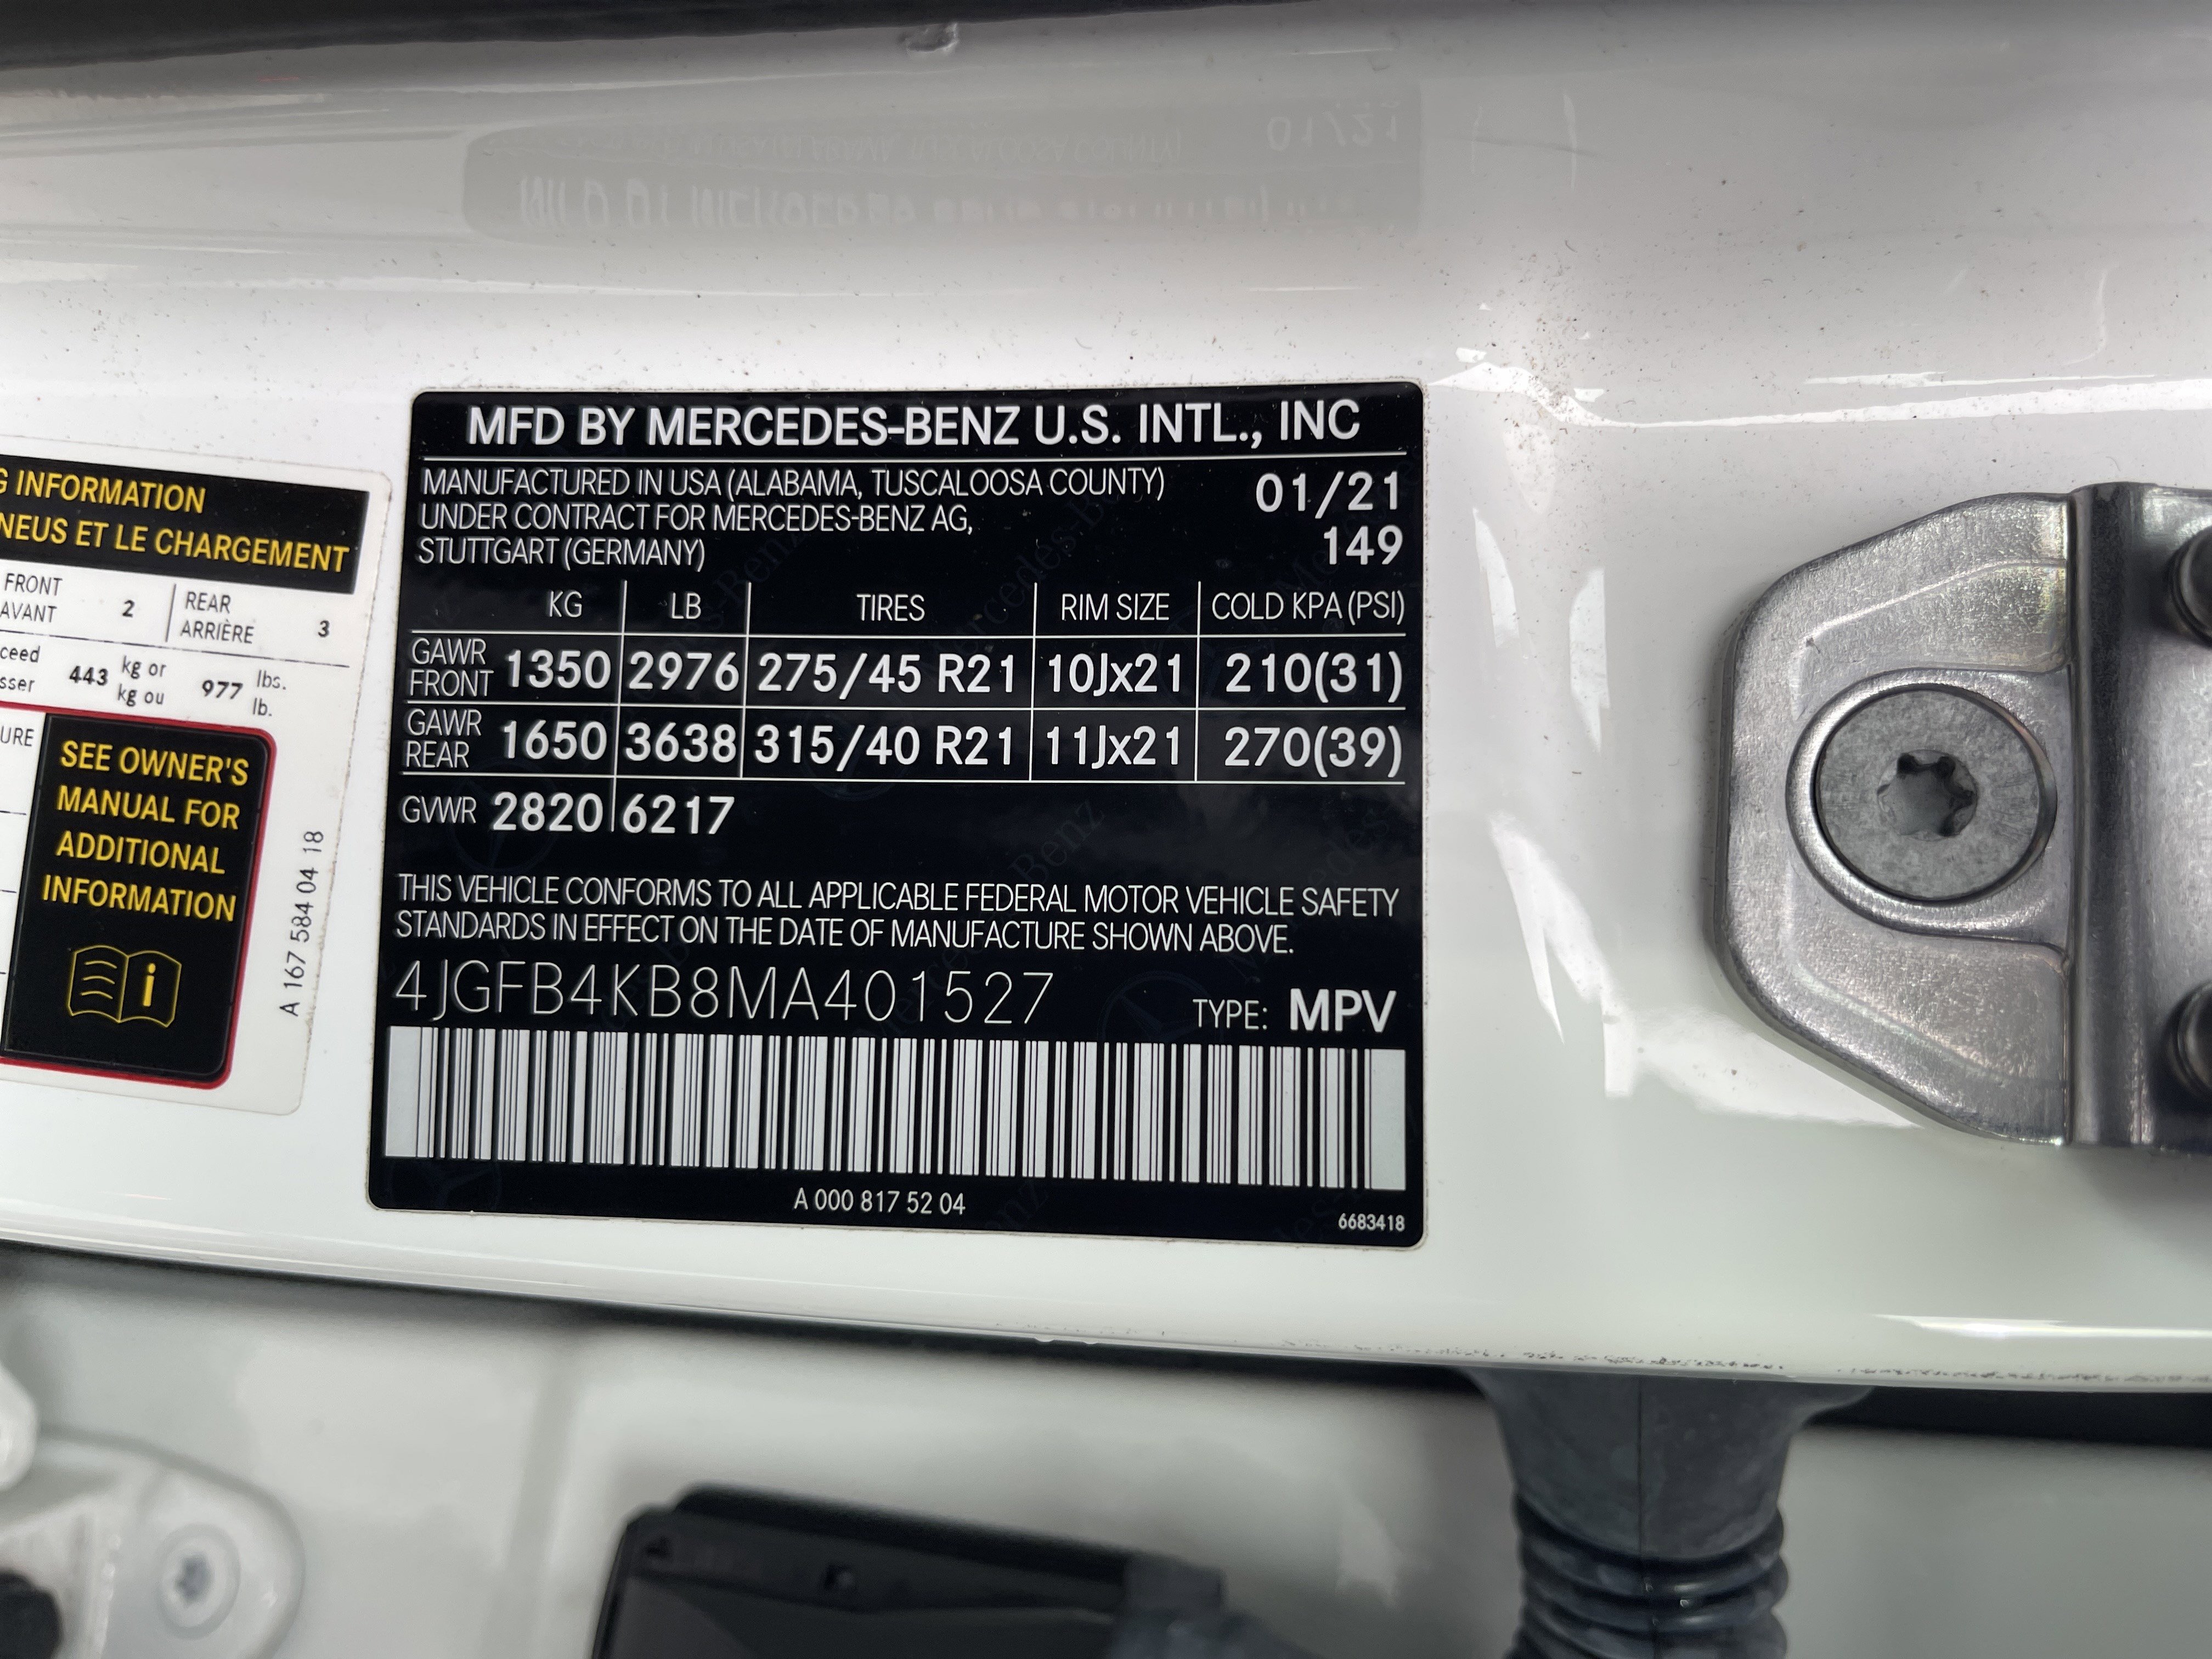 G INFORMATION
NEUS ET LE CHARGEMENT
FRONT
AVANT 2 REAR
ARRIÈRE 3
ceed
sser 443 kg or
kg ou 977 lbs.
lb.
URE
SEE OWNER'S
MANUAL FOR
ADDITIONAL
INFORMATION
i
A 167 584 04 18
MFD BY MERCEDES-BENZ U.S. INTL., INC
MANUFACTURED IN USA (ALABAMA, TUSCALOOSA COUNTY) 01/21
UNDER CONTRACT FOR MERCEDES-BENZ AG,
STUTTGART (GERMANY) 149
KG LB TIRES RIM SIZE COLD KPA (PSI)
GAWR
FRONT 1350 2976 275/45 R21 10Jx21 210(31)
GAWR
REAR 1650 3638 315/40 R21 11Jx21 270(39)
GVWR 2820 6217
THIS VEHICLE CONFORMS TO ALL APPLICABLE FEDERAL MOTOR VEHICLE SAFETY
STANDARDS IN EFFECT ON THE DATE OF MANUFACTURE SHOWN ABOVE.
4JGFB4KB8MA401527 TYPE: MPV
A 000 817 52 04
6683418